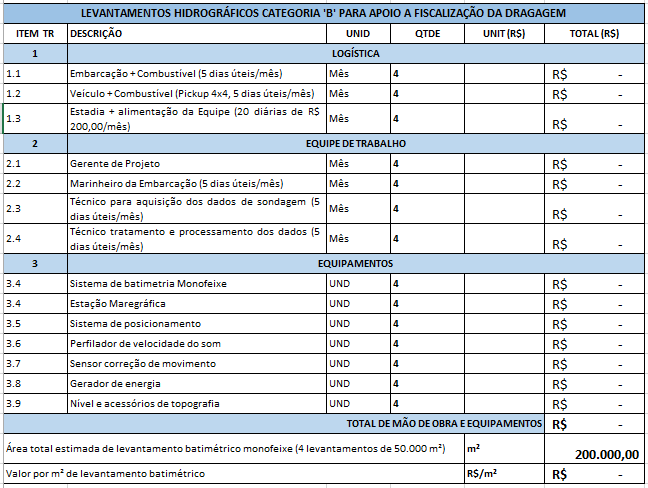 LEVANTAMENTOS HIDROGRÁFICOS CATEGORIA 'B' PARA APOIO A FISCALIZAÇÃO DA DRAGAGEM
ITEM TR DESCRIÇÃO UNID QTDE UNIT (R$) TOTAL (R$)
1 LOGÍSTICA
1.1 Embarcação + Combustível (5 dias úteis/mês) Mês 4 R$ -
1.2 Veículo + Combustível (Pickup 4x4, 5 dias úteis/mês) Mês 4 R$ -
1.3 Estadia + alimentação da Equipe (20 diárias de R$ Mês 4 R$ -
200,00/mês)
2 EQUIPE DE TRABALHO
2.1 Gerente de Projeto Mês 4 R$ -
2.2 Marinheiro da Embarcação (5 dias úteis/mês) Mês 4 R$ -
2.3 Técnico para aquisição dos dados de sondagem (5 Mês 4 R$ -
dias úteis/mês)
2.4 Técnico tratamento e processamento dos dados (5 Mês 4 R$ -
dias úteis/mês)
3 EQUIPAMENTOS
3.4 Sistema de batimetria Monofeixe UND 4 R$ -
3.4 Estação Maregráfica UND 4 R$ -
3.5 Sistema de posicionamento UND 4 R$ -
3.6 Perfilador de velocidade do som UND 4 R$ -
3.7 Sensor correção de movimento UND 4 R$ -
3.8 Gerador de energia UND 4 R$ -
3.9 Nível e acessórios de topografia UND 4 R$ -
TOTAL DE MÃO DE OBRA E EQUIPAMENTOS R$ -
Área total estimada de levantamento batimétrico monofeixe (4 levantamentos de 50.000 m²) m² 200.000,00
Valor por m² de levantamento batimétrico R$/m² R$ -